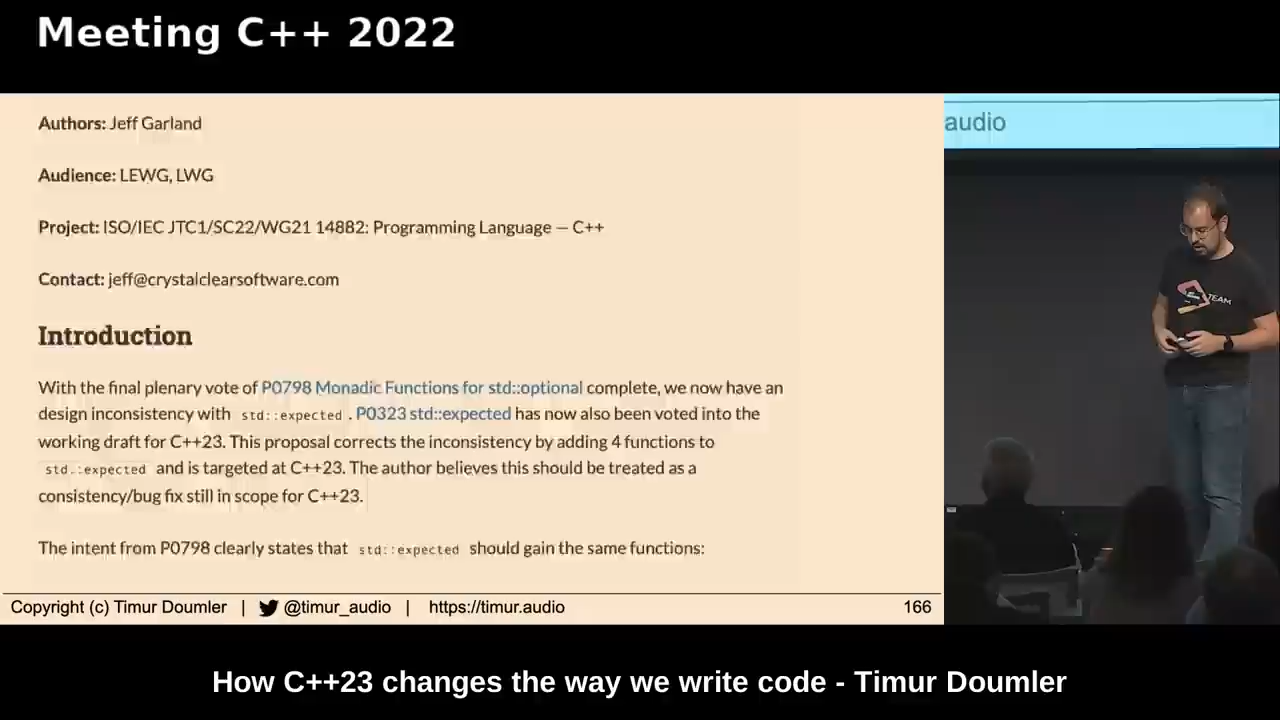 Meeting C++ 2022
Authors: Jeff Garland
Audience: LEWG, LWG
Project: ISO/IEC JTC1/SC22/WG21 14882: Programming Language — C++
Contact: jeff@crystalclearsoftware.com
Introduction
With the final plenary vote of P0798 Monadic Functions for std::optional complete, we now have an
design inconsistency with std::expected . P0323 std::expected has now also been voted into the
working draft for C++23. This proposal corrects the inconsistency by adding 4 functions to
std::expected and is targeted at C++23. The author believes this should be treated as a
consistency/bug fix still in scope for C++23.
The intent from P0798 clearly states that std::expected should gain the same functions:
Copyright (c) Timur Doumler | @timur_audio | https://timur.audio 166
audio
TEAM
How C++23 changes the way we write code - Timur Doumler